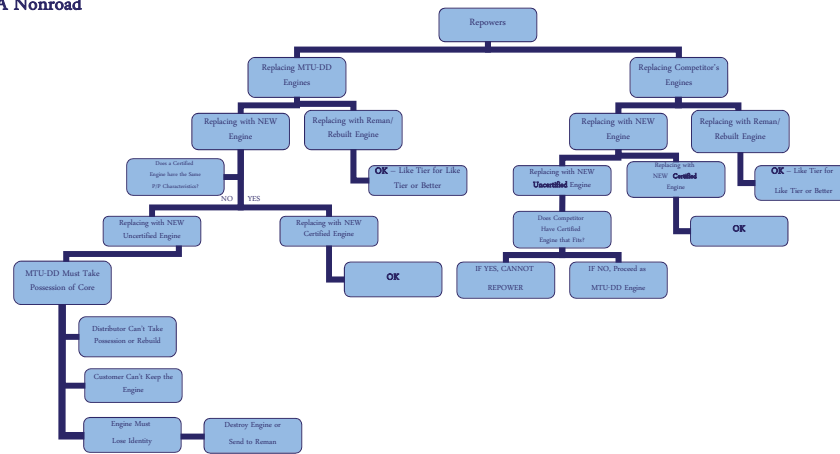 A Nonroad
Repowers
Replacing MTU-DD
Engines
Replacing Competitor's
Engines
Replacing with NEW
Engine
Replacing with Reman/
Rebuilt Engine
Replacing with NEW
Engine
Replacing with Reman/
Rebuilt Engine
Does a Certified
Engine have the Same
P/P Characteristics?
OK – Like Tier for Like
Tier or Better
Replacing with NEW
Uncertified Engine
Replacing with
NEW Certified
Engine
OK – Like Tier for
Like Tier or Better
NO YES
Replacing with NEW
Uncertified Engine
Replacing with NEW
Certified Engine
Does Competitor
Have Certified
Engine that Fits?
OK
MTU-DD Must Take
Possession of Core
OK
IF YES, CANNOT
REPOWER
IF NO, Proceed as
MTU-DD Engine
Distributor Can't Take
Possession or Rebuild
Customer Can't Keep the
Engine
Engine Must
Lose Identity
Destroy Engine or
Send to Reman